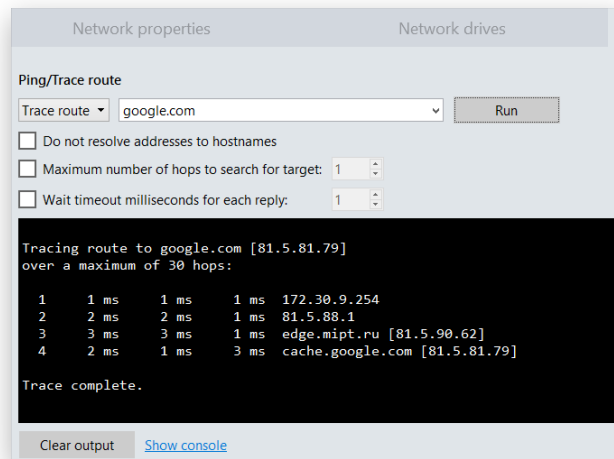 Network properties Network drives
Ping/Trace route
Trace route google.com Run
Do not resolve addresses to hostnames
Maximum number of hops to search for target: 1
Wait timeout milliseconds for each reply: 1
Tracing route to google.com [81.5.81.79]
over a maximum of 30 hops:
1 1 ms 1 ms 1 ms 172.30.9.254
2 2 ms 2 ms 1 ms 81.5.88.1
3 3 ms 3 ms 1 ms edge.mipt.ru [81.5.90.62]
4 2 ms 1 ms 3 ms cache.google.com [81.5.81.79]
Trace complete.
Clear output Show console